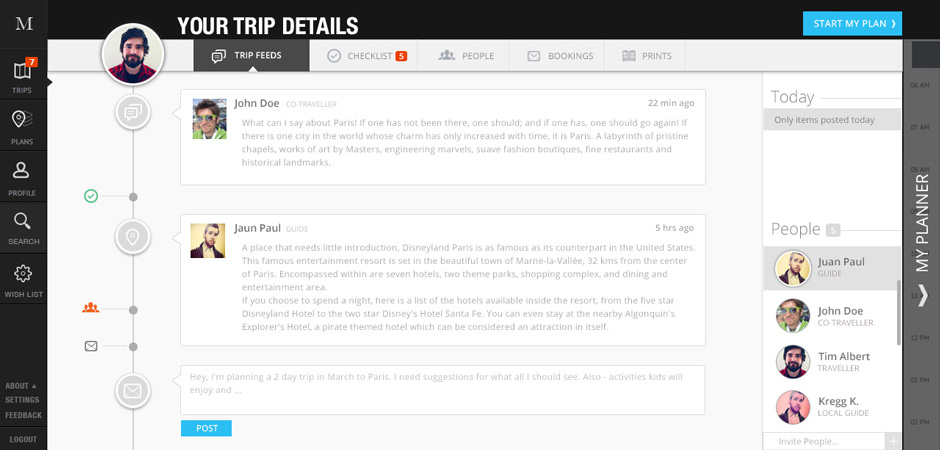 M
YOUR TRIP DETAILS
START MY PLAN
7
TRIPS
PLANS
PROFILE
SEARCH
WISH LIST
ABOUT
SETTINGS
FEEDBACK
LOGOUT
TRIP FEEDS
CHECKLIST 5
PEOPLE
BOOKINGS
PRINTS
John Doe CO-TRAVELLER 22 min ago
What can I say about Paris! If one has not been there, one should; and if one has, one should go again! If
there is one city in the world whose charm has only increased with time, it is Paris. A labyrinth of pristine
chapels, works of art by Masters, engineering marvels, suave fashion boutiques, fine restaurants and
historical landmarks.
Jaun Paul GUIDE 5 hrs ago
A place that needs little introduction, Disneyland Paris is as famous as its counterpart in the United States.
This famous entertainment resort is set in the beautiful town of Marne-la-Vallée, 32 kms from the center
of Paris. Encompassed within are seven hotels, two theme parks, shopping complex, and dining and
entertainment area.
If you choose to spend a night, here is a list of the hotels available inside the resort, from the five star
Disneyland Hotel to the two star Disney's Hotel Santa Fe. You can even stay at the nearby Algonquin's
Explorer's Hotel, a pirate themed hotel which can be considered an attraction in itself.
Hey, I'm planning a 2 day trip in March to Paris. I need suggestions for what all I should see. Also - activities kids will
enjoy and ...
POST
Today
Only items posted today
People 5
Juan Paul
GUIDE
John Doe
CO-TRAVELLER
Tim Albert
TRAVELLER
Kregg K.
LOCAL GUIDE
Invite People... +
MY PLANNER
06 AM
07 AM
08 AM
12 PM
01 PM
02 PM